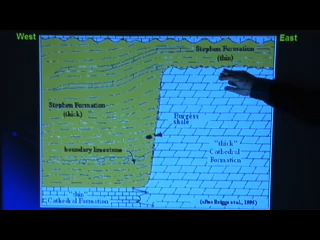 West
East
Stephen Formation
(thin)
Stephen Formation
(thick)
Burgess
shale
boundary limestone
"thick"
Cathedral
Formation
"thin"
Cathedral Formation
(after Briggs et al., 1994)